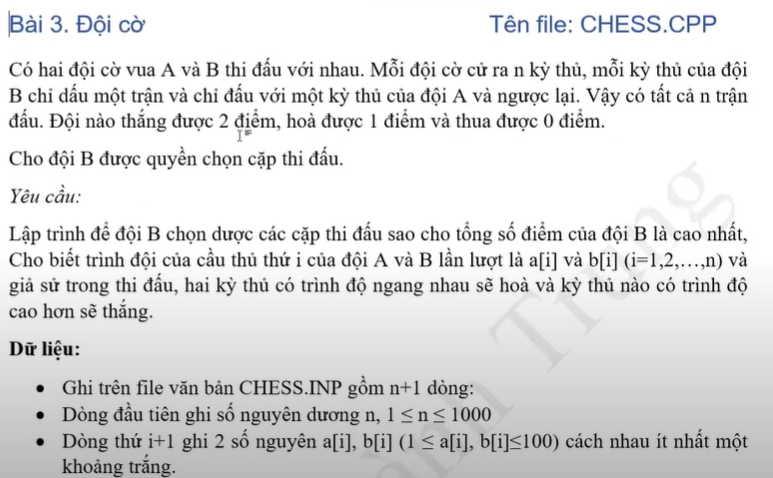 Bài 3. Đội cờ Tên file: CHESS.CPP
Có hai đội cờ vua A và B thi đấu với nhau. Mỗi đội cờ cử ra n kỳ thủ, mỗi kỳ thủ của đội
B chỉ dấu một trận và chỉ đấu với một kỳ thủ của đội A và ngược lại. Vậy có tất cả n trận
đấu. Đội nào thắng được 2 điểm, hoà được 1 điểm và thua được 0 điểm.
Cho đội B được quyền chọn cặp thi đấu.
Yêu cầu:
Lập trình để đội B chọn dược các cặp thi đấu sao cho tổng số điểm của đội B là cao nhất,
Cho biết trình đội của cầu thủ thứ i của đội A và B lần lượt là a[i] và b[i] (i=1,2,…,n) và
giả sử trong thi đấu, hai kỳ thủ có trình độ ngang nhau sẽ hoà và kỳ thủ nào có trình độ
cao hơn sẽ thắng.
Dữ liệu:
• Ghi trên file văn bản CHESS.INP gồm n+1 dòng:
• Dòng đầu tiên ghi số nguyên dương n, 1 ≤ n ≤ 1000
• Dòng thứ i+1 ghi 2 số nguyên a[i], b[i] (1 ≤ a[i], b[i]≤100) cách nhau ít nhất một
khoảng trắng.